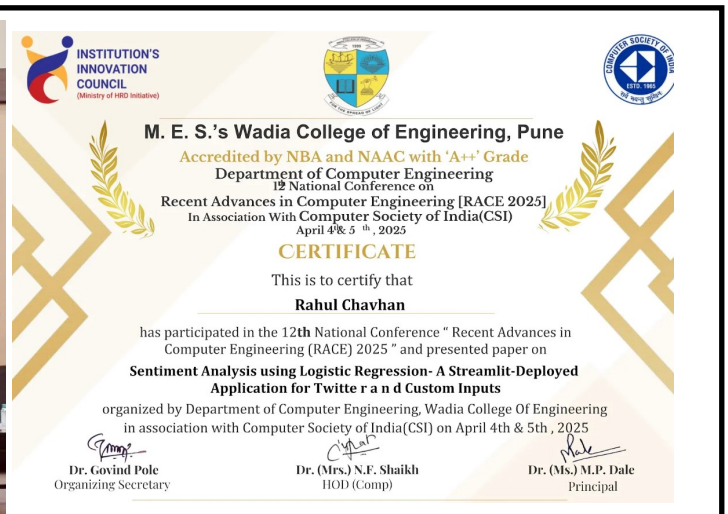 INSTITUTION'S
INNOVATION
COUNCIL
(Ministry of HRD Initiative)
COMPUTER SOCIETY OF INDIA
ESTD. 1965
M. E. S.'s Wadia College of Engineering, Pune
Accredited by NBA and NAAC with 'A++' Grade
Department of Computer Engineering
National Conference on
Recent Advances in Computer Engineering [RACE 2025]
In Association With Computer Society of India(CSI)
April 4th& 5 th , 2025
CERTIFICATE
This is to certify that
Rahul Chavhan
has participated in the 12th National Conference “ Recent Advances in
Computer Engineering (RACE) 2025 ” and presented paper on
Sentiment Analysis using Logistic Regression- A Streamlit-Deployed
Application for Twitte r a n d Custom Inputs
organized by Department of Computer Engineering, Wadia College Of Engineering
in association with Computer Society of India(CSI) on April 4th & 5th , 2025
Dr. Govind Pole
Organizing Secretary
Dr. (Mrs.) N.F. Shaikh
HOD (Comp)
Dr. (Ms.) M.P. Dale
Principal